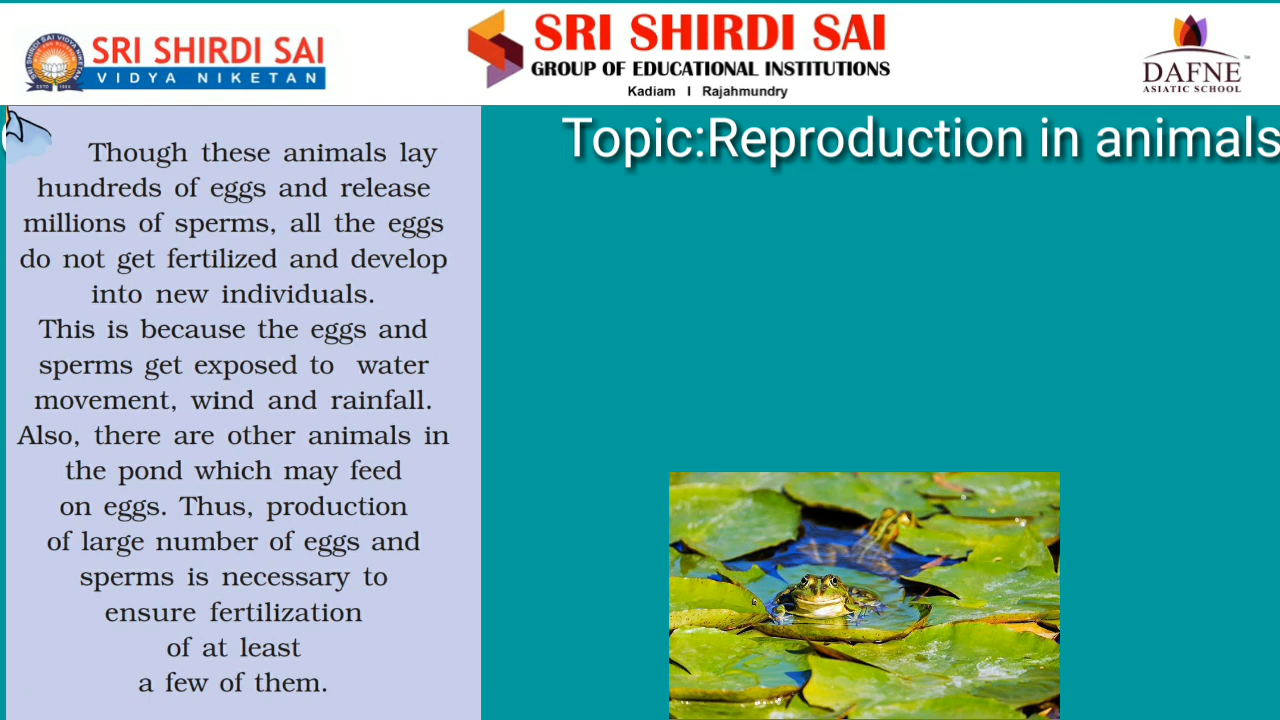 SRI SHIRDI SAI
VIDYA NIKETAN
SRI SHIRDI SAI
GROUP OF EDUCATIONAL INSTITUTIONS
Kadiam I Rajahmundry
DAFNE
ASIATIC SCHOOL
Topic:Reproduction in animals
Though these animals lay
hundreds of eggs and release
millions of sperms, all the eggs
do not get fertilized and develop
into new individuals.
This is because the eggs and
sperms get exposed to water
movement, wind and rainfall.
Also, there are other animals in
the pond which may feed
on eggs. Thus, production
of large number of eggs and
sperms is necessary to
ensure fertilization
of at least
a few of them.